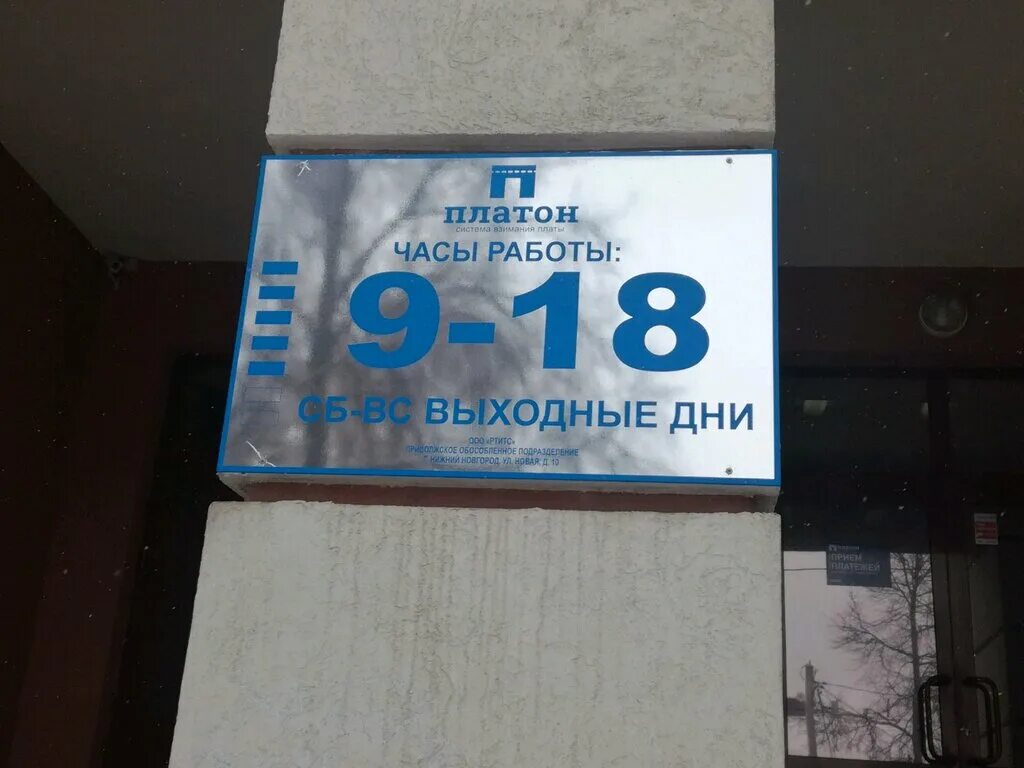 платон
система взимания платы
ЧАСЫ РАБОТЫ:
9-18
СБ-ВС ВЫХОДНЫЕ ДНИ
ООО «РТИТС»
ПРИВОЛЖСКОЕ ОБОСОБЛЕННОЕ ПОДРАЗДЕЛЕНИЕ
Г. НИЖНИЙ НОВГОРОД, УЛ. НОВАЯ, Д. 10
платон
ПРИЕМ
ПЛАТЕЖЕЙ